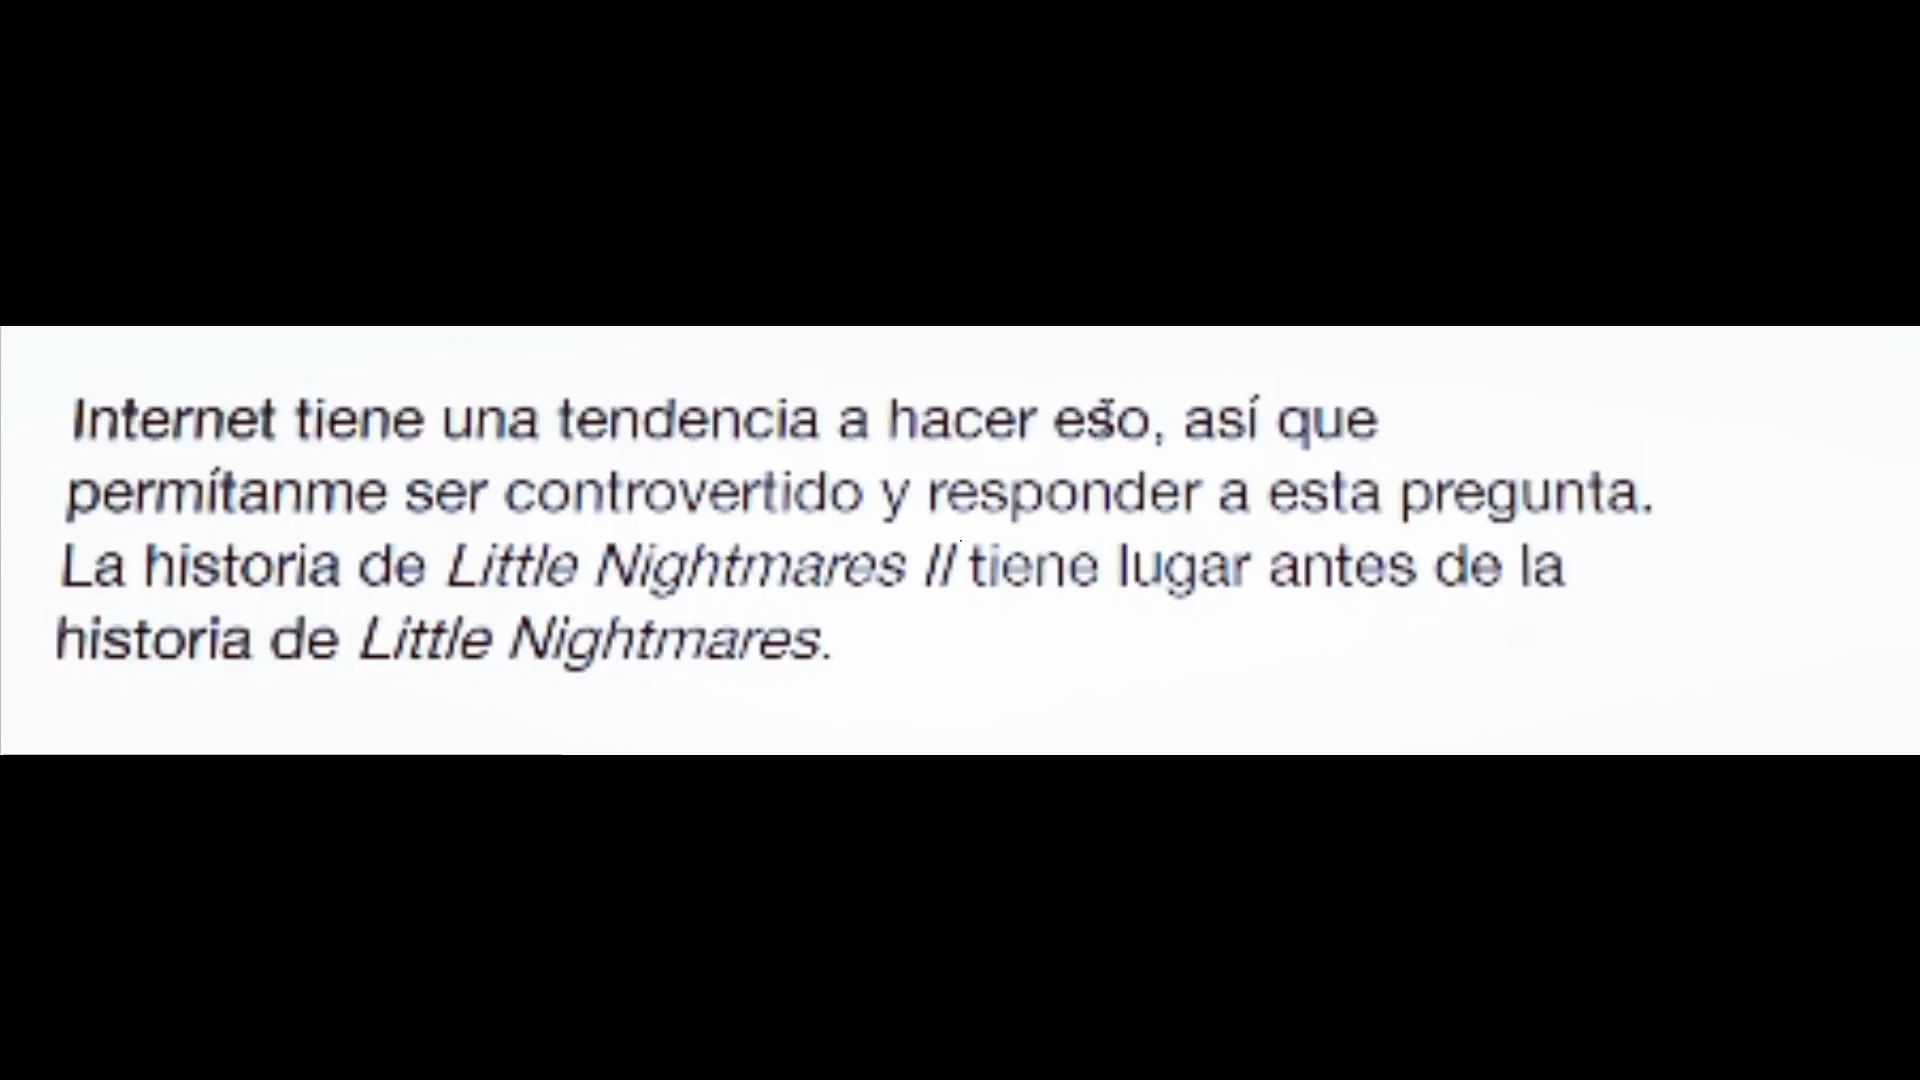 Internet tiene una tendencia a hacer eso, así que
permítanme ser controvertido y responder a esta pregunta.
La historia de Little Nightmares II tiene lugar antes de la
historia de Little Nightmares.